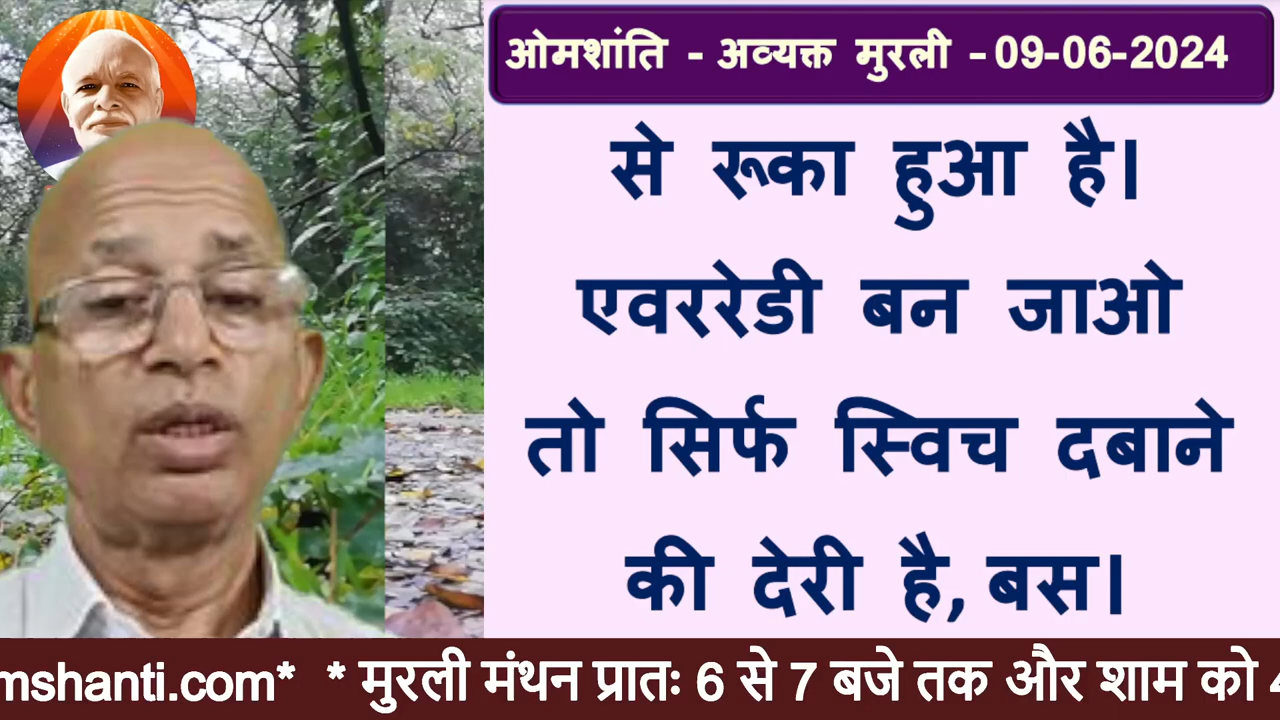 ओमशांति - अव्यक्त मुरली - 09-06-2024
से रूका हुआ है।
एवररेडी बन जाओ
तो सिर्फ स्विच दबाने
की देरी है, बस।
mshanti.com* * मुरली मंथन प्रातः 6 से 7 बजे तक और शाम को 4